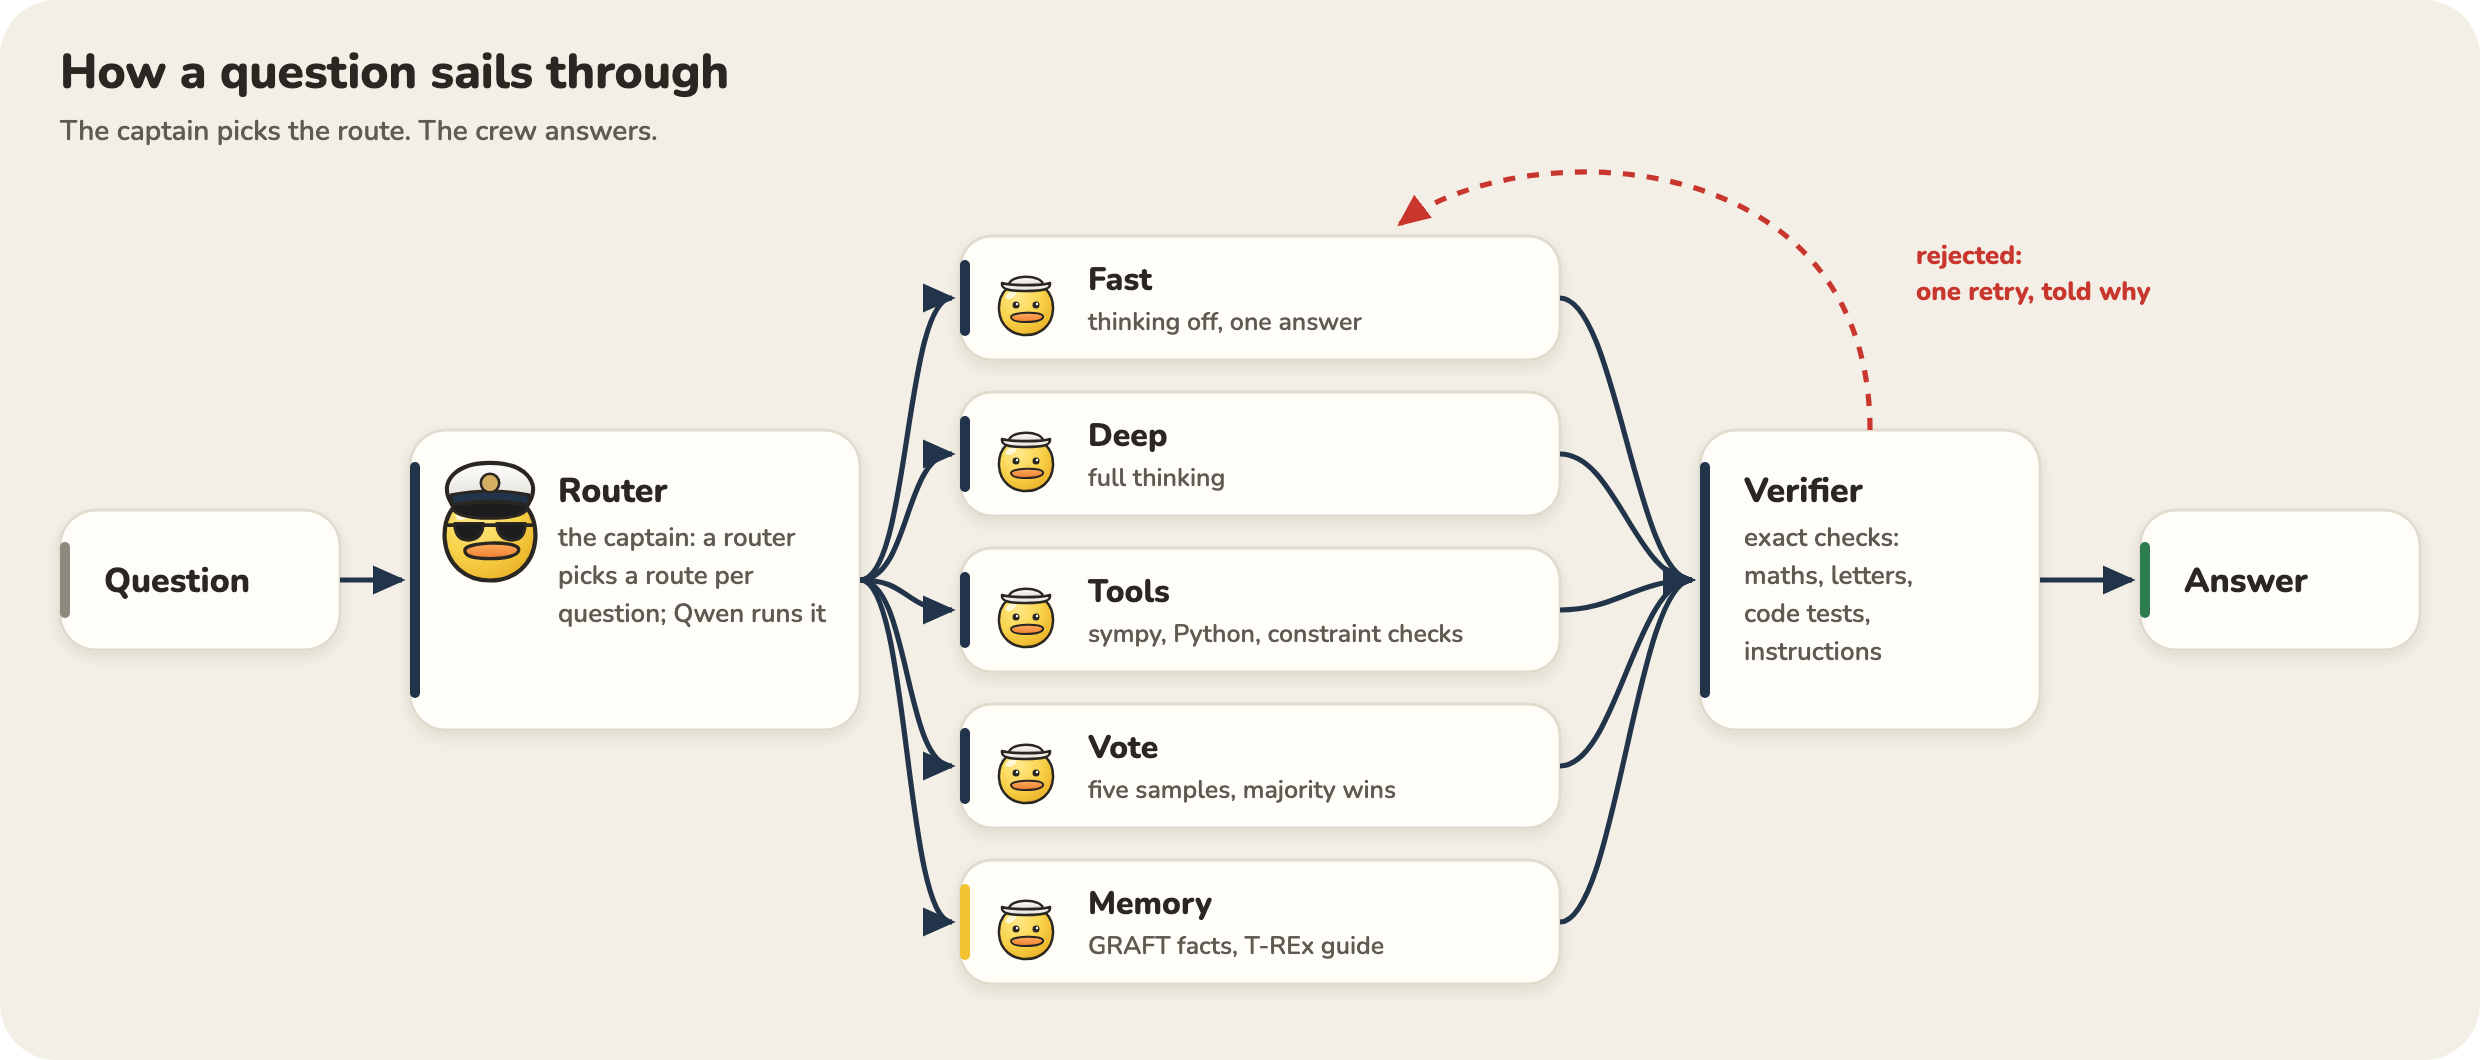 How a question sails through
The captain picks the route. The crew answers.
rejected:
one retry, told why
Question
Router
the captain: a router
picks a route per
question; Qwen runs it
Fast
thinking off, one answer
Deep
full thinking
Tools
sympy, Python, constraint checks
Vote
five samples, majority wins
Memory
GRAFT facts, T-REx guide
Verifier
exact checks:
maths, letters,
code tests,
instructions
Answer